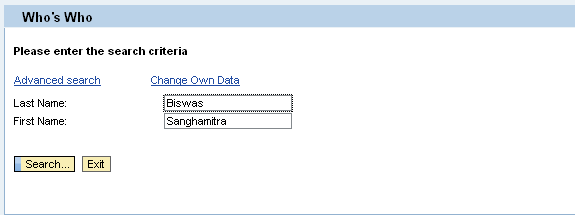 Who's Who
Please enter the search criteria
Advanced search Change Own Data
Last Name: Biswas
First Name: Sanghamitra
Search... Exit